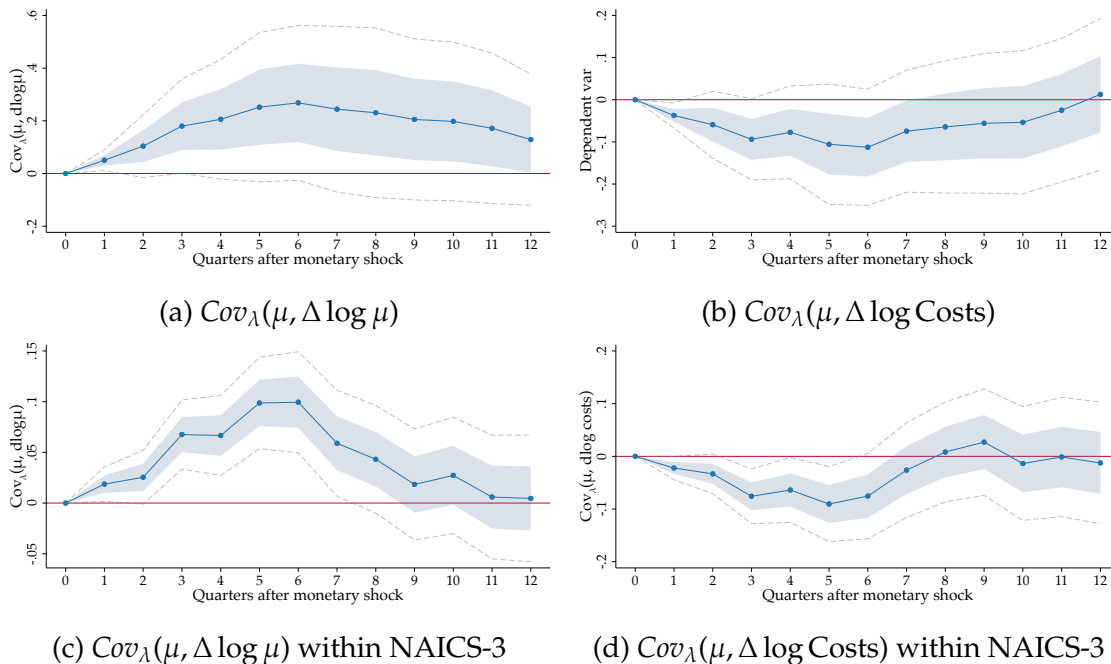 Cov_λ(μ, dlogμ)
.6
.4
.2
0
.2
0 1 2 3 4 5 6 7 8 9 10 11 12
Quarters after monetary shock
(a) Cov_λ(μ, Δ log μ)
Dependent var
.2
.1
0
-.1
-.2
-.3
0 1 2 3 4 5 6 7 8 9 10 11 12
Quarters after monetary shock
(b) Cov_λ(μ, Δ log Costs)
Cov_λ(μ, dlogμ)
.15
.1
.05
0
-.05
0 1 2 3 4 5 6 7 8 9 10 11 12
Quarters after monetary shock
(c) Cov_λ(μ, Δ log μ) within NAICS-3
Cov_λ(μ, dlog costs)
.2
.1
0
-.1
-.2
0 1 2 3 4 5 6 7 8 9 10 11 12
Quarters after monetary shock
(d) Cov_λ(μ, Δ log Costs) within NAICS-3